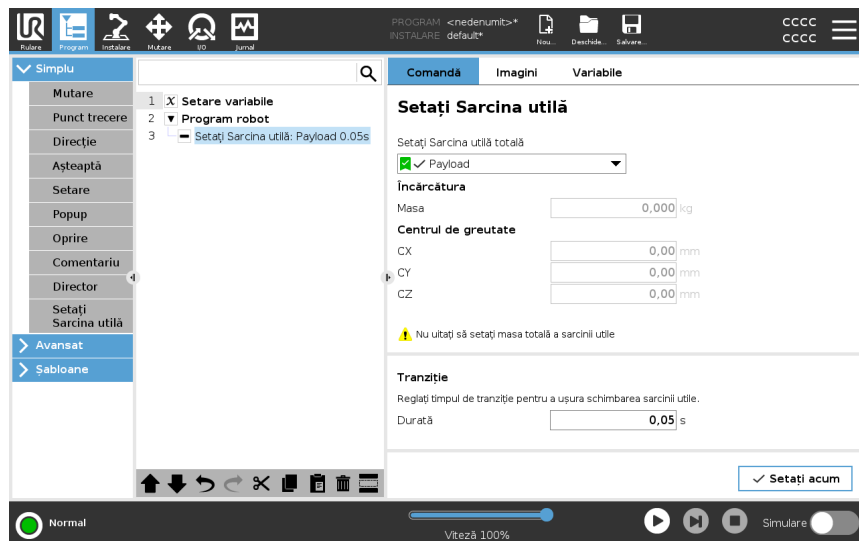 UR
Rulare
Program
Instalare
Mutare
I/O
Jurnal
PROGRAM <nedenumit>*
INSTALARE default*
Nou...
Deschide...
Salvare...
cccc
cccc
Simplu
Mutare
Punct trecere
Direcție
Așteaptă
Setare
Popup
Oprire
Comentariu
Director
Setați
Sarcina utilă
Avansat
Șabloane
1 X Setare variabile
2 Program robot
3 Setați Sarcina utilă: Payload 0.05s
Comandă
Imagini
Variabile
Setați Sarcina utilă
Setați Sarcina utilă totală
Payload
Încărcătura
Masa 0,000 kg
Centrul de greutate
CX 0,00 mm
CY 0,00 mm
CZ 0,00 mm
Nu uitați să setați masa totală a sarcinii utile
Tranziție
Reglați timpul de tranziție pentru a ușura schimbarea sarcinii utile.
Durată 0,05 s
Setați acum
Normal
Viteză 100%
Simulare